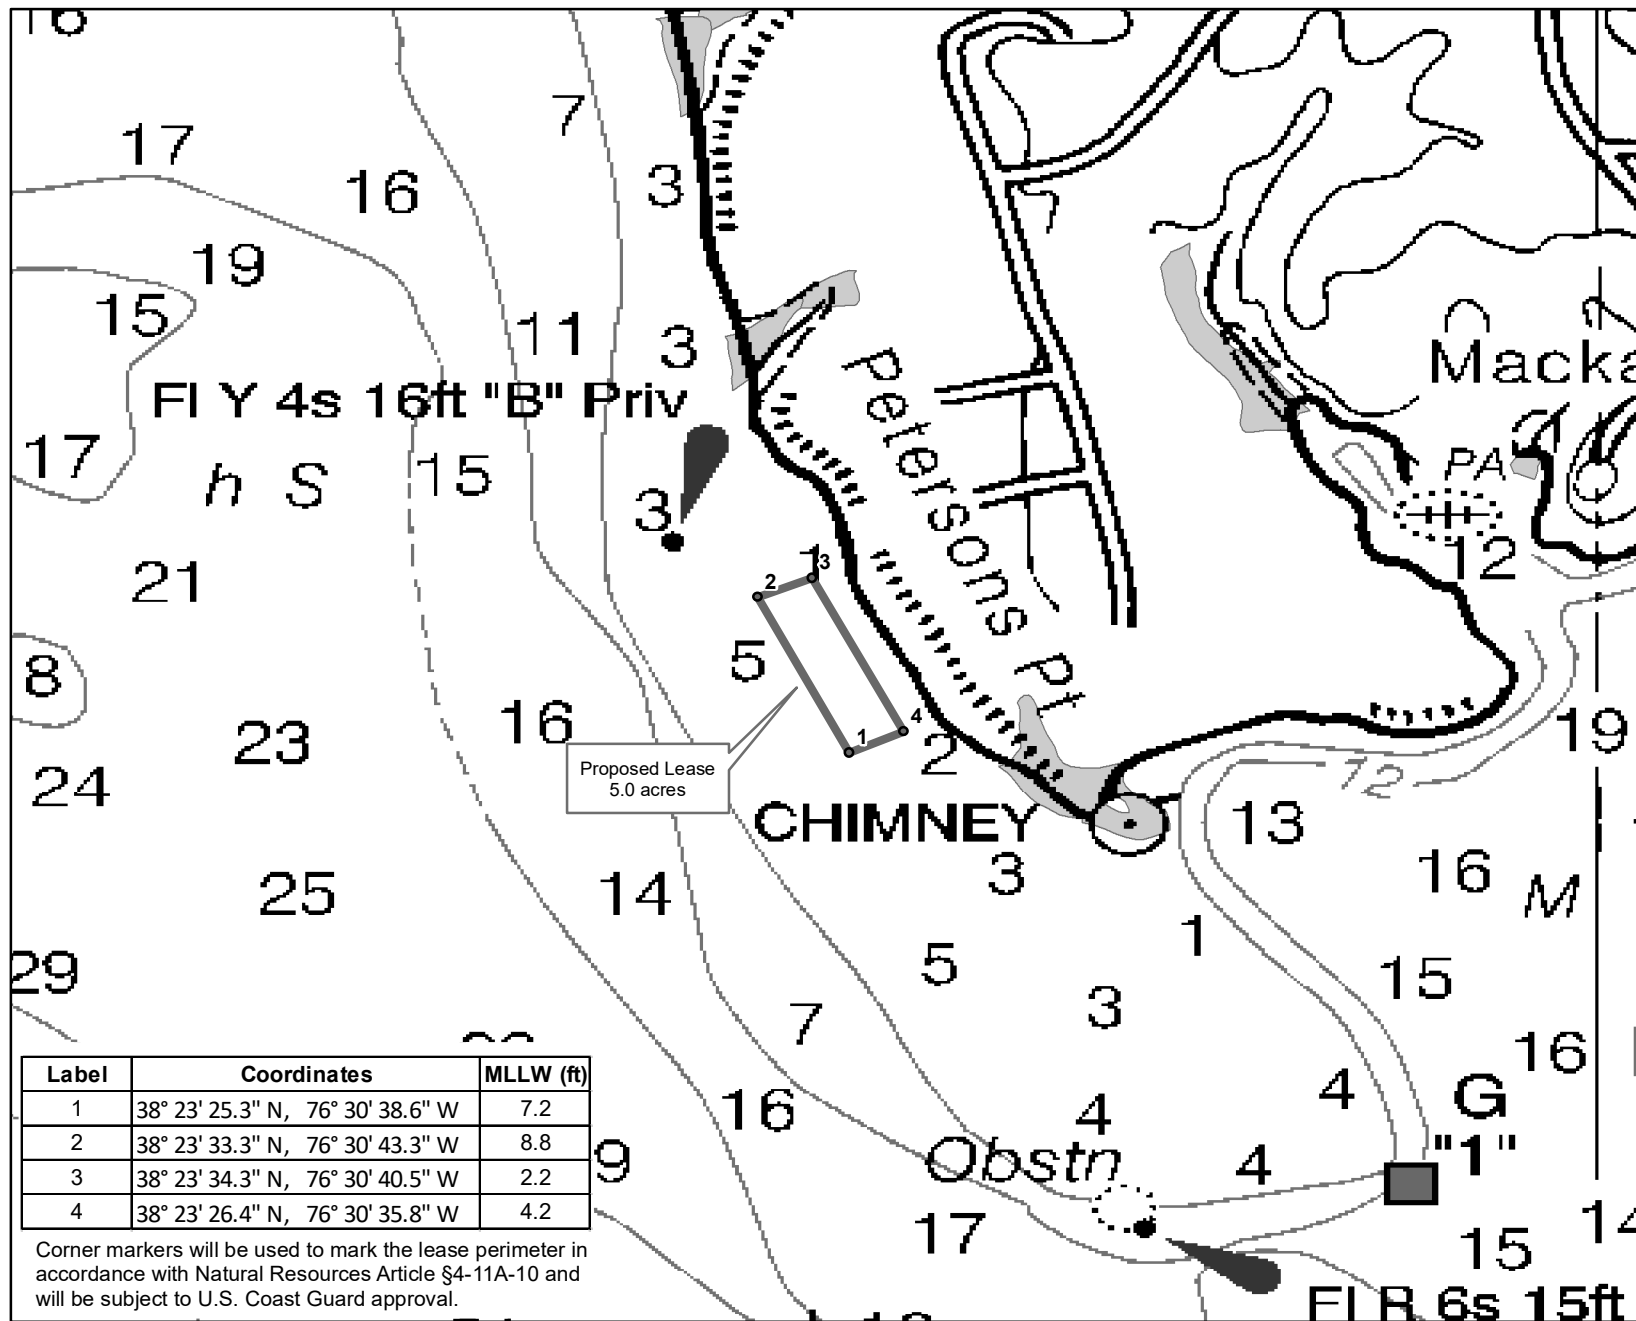 16
7
17
16
3
19
15
11
3
Macka
Fl Y 4s 16ft "B" Priv
Petersons Pt
17
h S
15
PA
3
12
21
1
3
2
5
8
16
23
4
1
2
19
24
Proposed Lease
5.0 acres
12
CHIMNEY
13
3
16
M
25
14
1
5
15
29
3
7
16
4
G
"1"
16
4
Obstn
4
9
17
15
14
Label Coordinates MLLW (ft)
1 38° 23' 25.3" N, 76° 30' 38.6" W 7.2
2 38° 23' 33.3" N, 76° 30' 43.3" W 8.8
3 38° 23' 34.3" N, 76° 30' 40.5" W 2.2
4 38° 23' 26.4" N, 76° 30' 35.8" W 4.2
Corner markers will be used to mark the lease perimeter in
accordance with Natural Resources Article §4-11A-10 and
will be subject to U.S. Coast Guard approval.
Fl R 6s 15ft